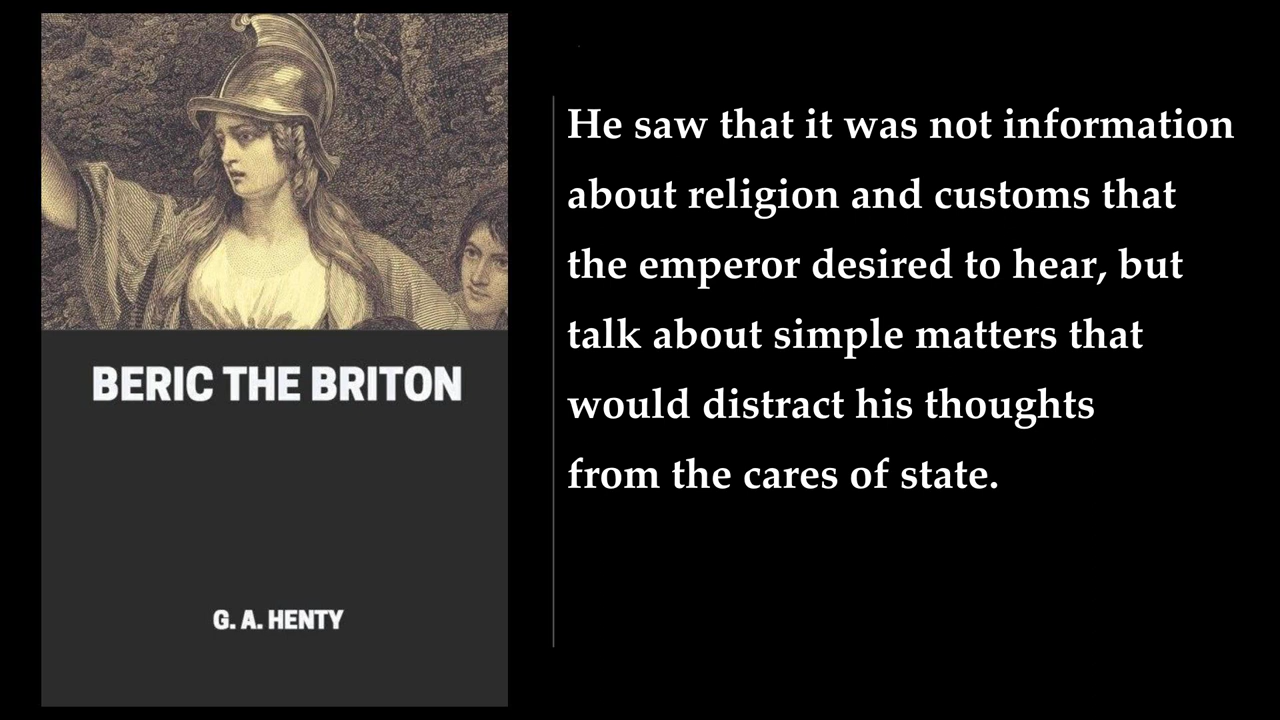 BERIC THE BRITON
G. A. HENTY
He saw that it was not information
about religion and customs that
the emperor desired to hear, but
talk about simple matters that
would distract his thoughts
from the cares of state.